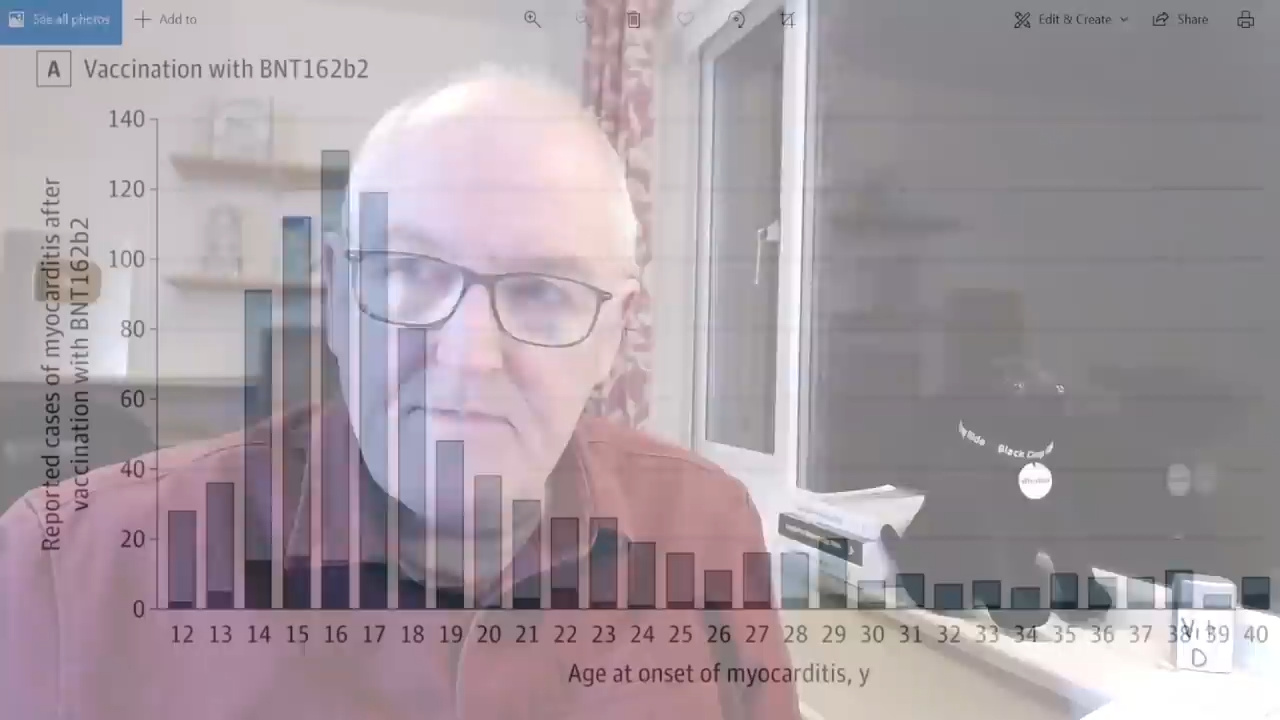 See all photos
Add to
Edit & Create
Share
A
Vaccination with BNT162b2
Reported cases of myocarditis after
vaccination with BNT162b2
140
120
100
80
60
40
20
0
12 13 14 15 16 17 18 19 20 21 22 23 24 25 26 27 28 29 30 31 32 33 34 35 36 37 38 39 40
Age at onset of myocarditis, y
Black
Vit
D